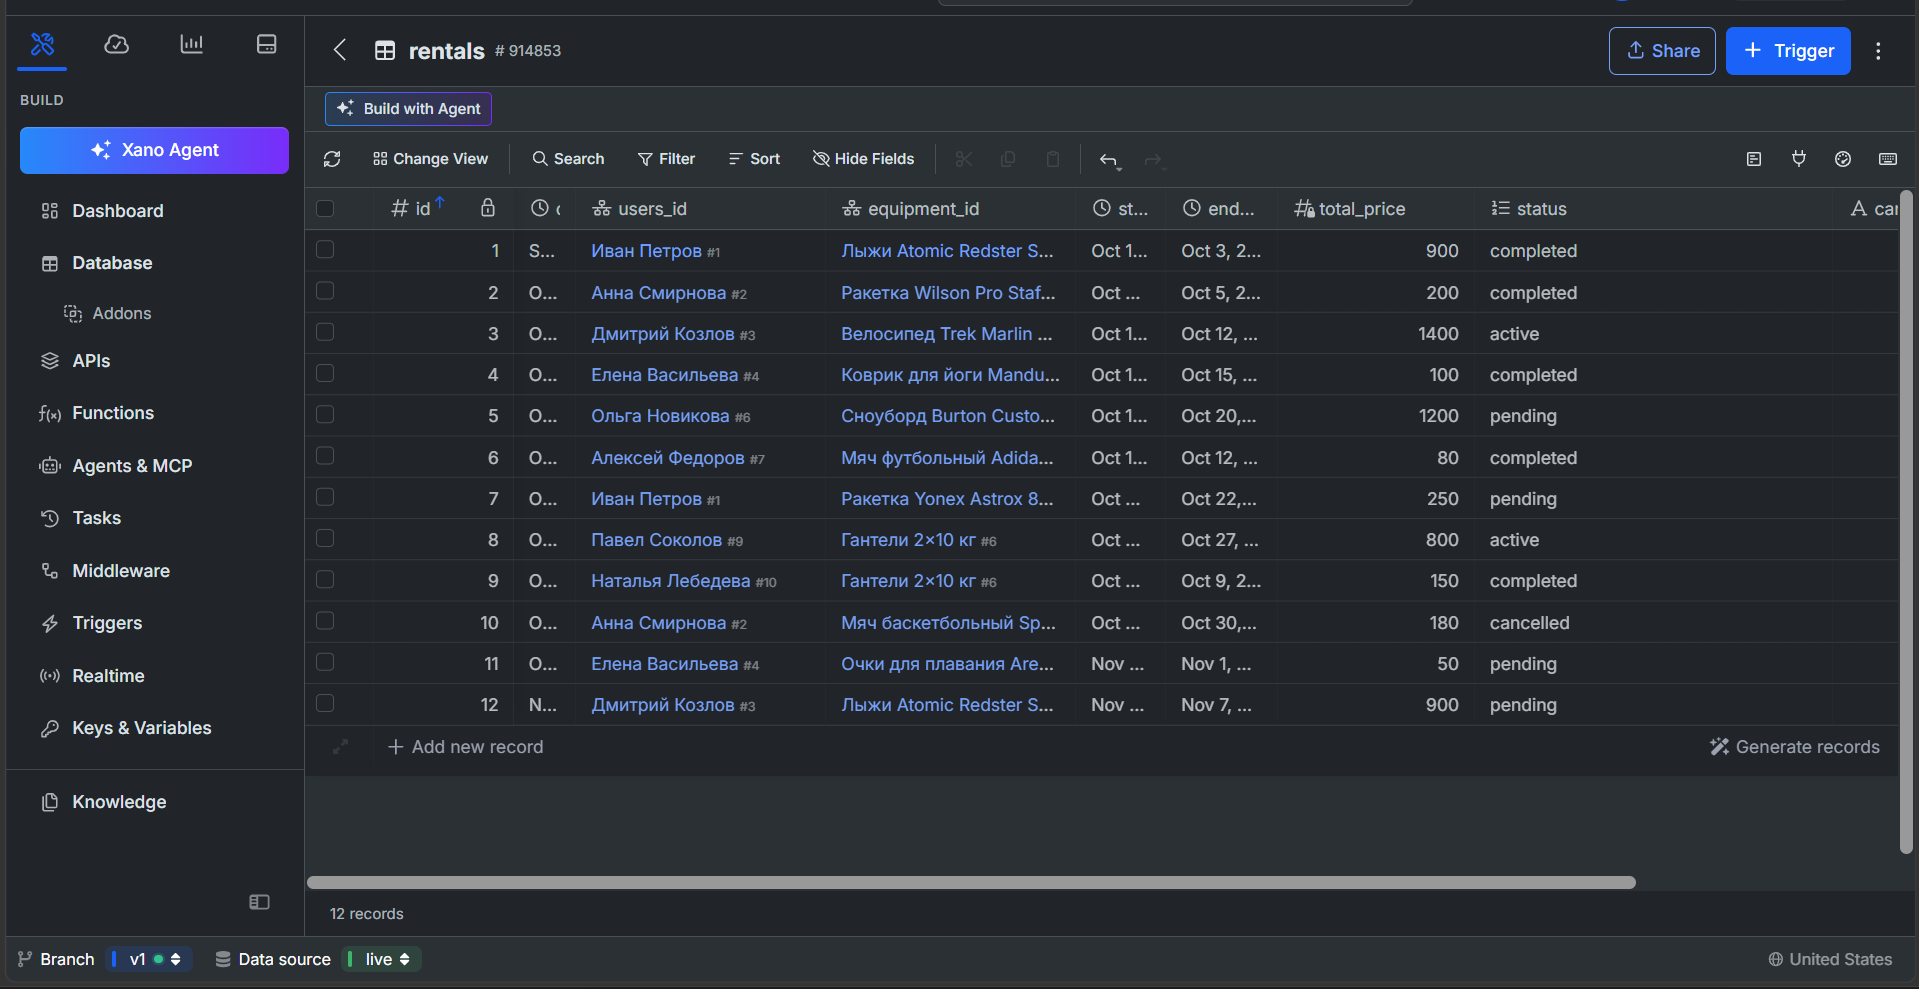 rentals # 914853
Share
Trigger
BUILD
Build with Agent
Xano Agent
Change View
Search
Filter
Sort
Hide Fields
Dashboard
Database
Addons
APIs
Functions
Agents & MCP
Tasks
Middleware
Triggers
Realtime
Keys & Variables
Knowledge
# id c users_id equipment_id st... end... total_price status A car
1 S... Иван Петров #1 Лыжи Atomic Redster S... Oct 1... Oct 3, 2... 900 completed
2 O... Анна Смирнова #2 Ракетка Wilson Pro Staf... Oct ... Oct 5, 2... 200 completed
3 O... Дмитрий Козлов #3 Велосипед Trek Marlin ... Oct 1... Oct 12, ... 1400 active
4 O... Елена Васильева #4 Коврик для йоги Mandu... Oct 1... Oct 15, ... 100 completed
5 O... Ольга Новикова #6 Сноуборд Burton Custo... Oct 1... Oct 20,... 1200 pending
6 O... Алексей Федоров #7 Мяч футбольный Adida... Oct 1... Oct 12, ... 80 completed
7 O... Иван Петров #1 Ракетка Yonex Astrox 8... Oct ... Oct 22,... 250 pending
8 O... Павел Соколов #9 Гантели 2×10 кг #6 Oct ... Oct 27, ... 800 active
9 O... Наталья Лебедева #10 Гантели 2×10 кг #6 Oct ... Oct 9, 2... 150 completed
10 O... Анна Смирнова #2 Мяч баскетбольный Sp... Oct ... Oct 30,... 180 cancelled
11 O... Елена Васильева #4 Очки для плавания Are... Nov ... Nov 1, ... 50 pending
12 N... Дмитрий Козлов #3 Лыжи Atomic Redster S... Nov ... Nov 7, ... 900 pending
Add new record
Generate records
12 records
Branch v1 Data source live
United States